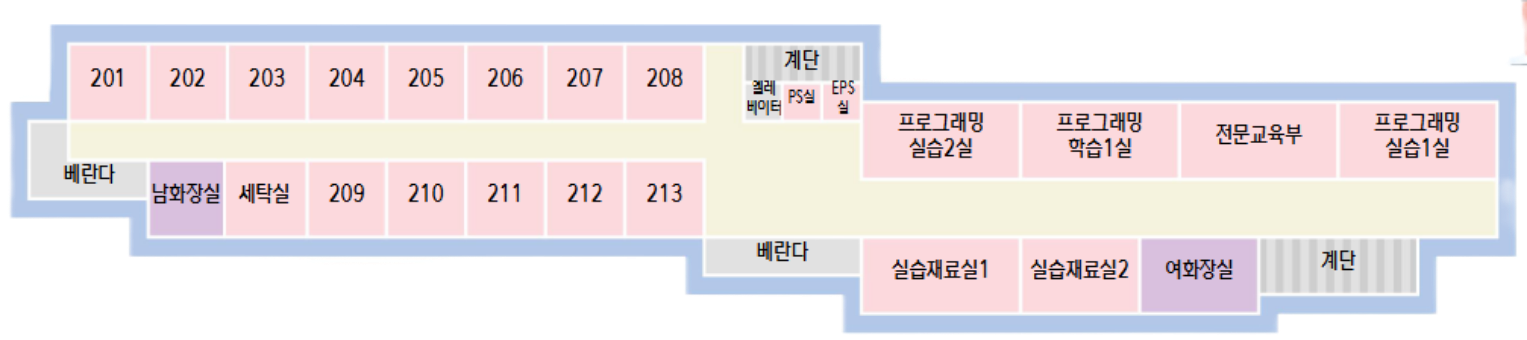 201
202
203
204
205
206
207
208
계단
엘레
베이터
PS실
EPS
실
프로그래밍
실습2실
프로그래밍
학습1실
전문교육부
프로그래밍
실습1실
베란다
남화장실
세탁실
209
210
211
212
213
베란다
실습재료실1
실습재료실2
여화장실
계단